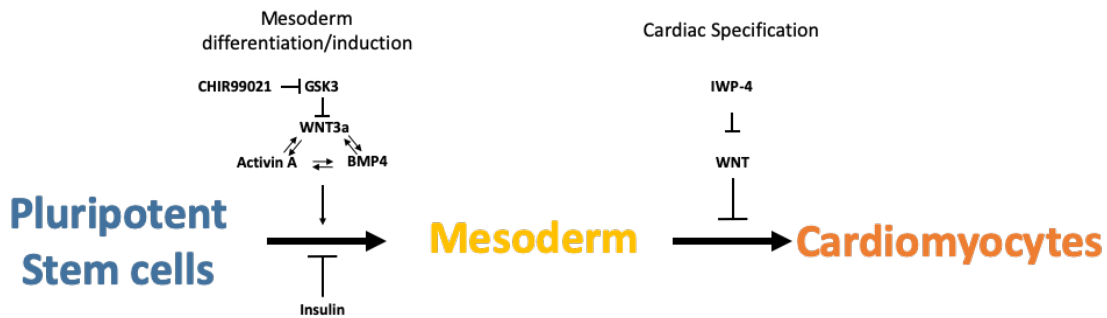 Mesoderm
differentiation/induction
CHIR99021
GSK3
WNT3a
Activin A
BMP4
Pluripotent
Stem cells
Insulin
Mesoderm
Cardiac Specification
IWP-4
WNT
Cardiomyocytes